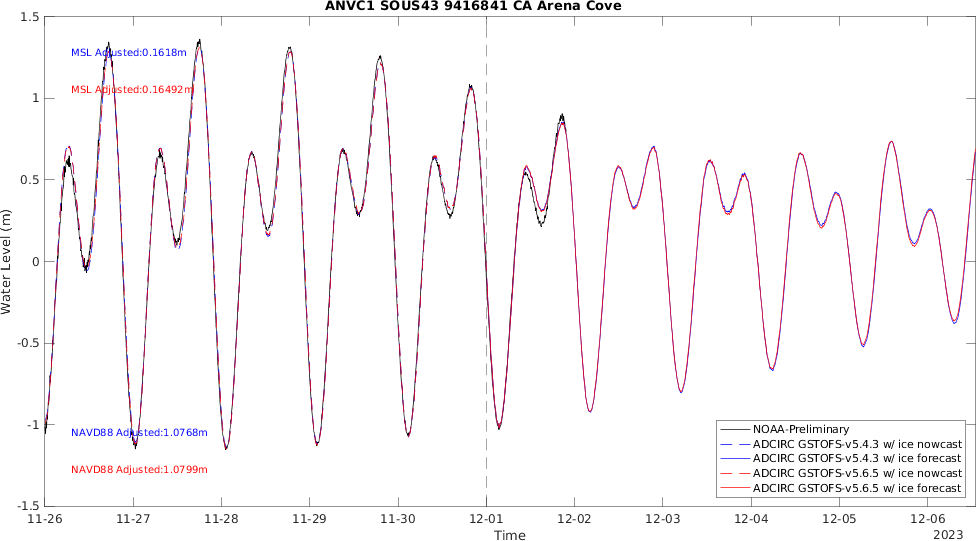 ANVC1 SOUS43 9416841 CA Arena Cove
Water Level (m)
1.5
1
0.5
0
-0.5
-1
-1.5
MSL Adjusted:0.1618m
MSL Adjusted:0.16492m
NAVD88 Adjusted:1.0768m
NAVD88 Adjusted:1.0799m
NOAA-Preliminary
ADCIRC GSTOFS-v5.4.3 w/ ice nowcast
ADCIRC GSTOFS-v5.4.3 w/ ice forecast
ADCIRC GSTOFS-v5.6.5 w/ ice nowcast
ADCIRC GSTOFS-v5.6.5 w/ ice forecast
11-26 11-27 11-28 11-29 11-30 12-01 12-02 12-03 12-04 12-05 12-06
Time
2023